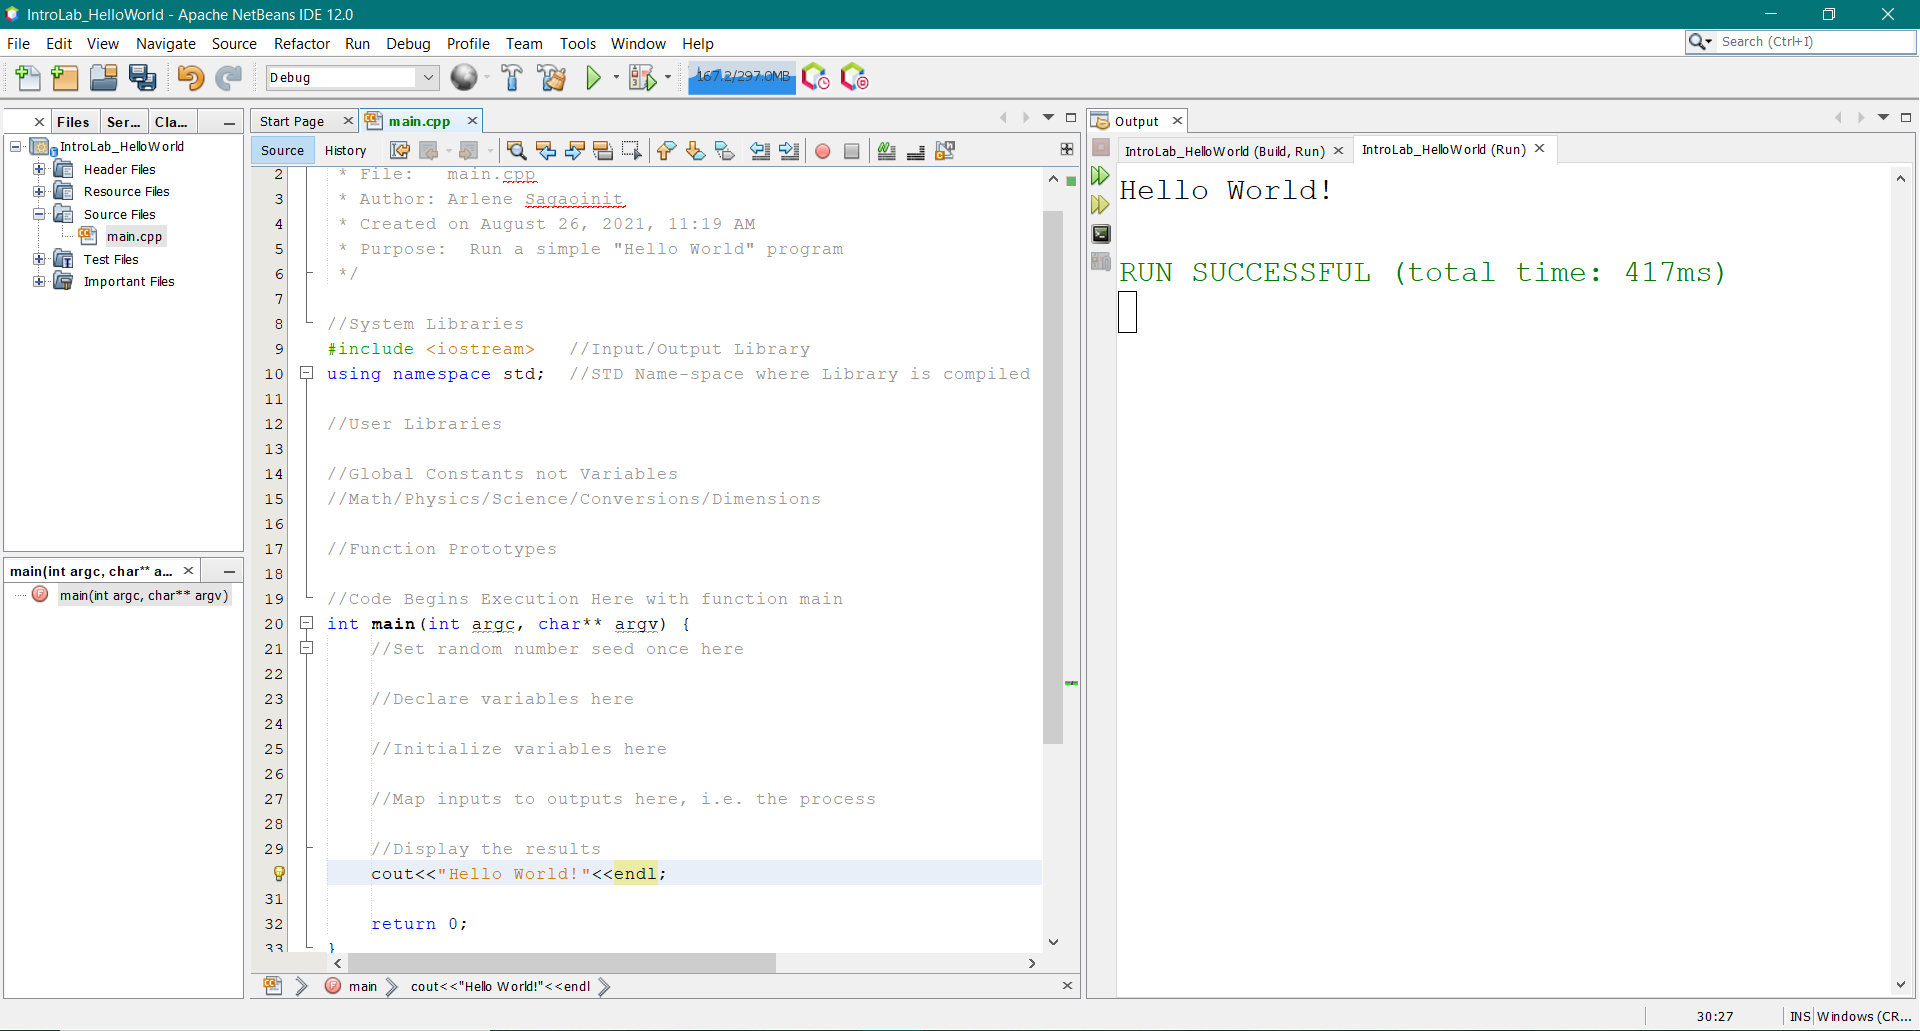 IntroLab_HelloWorld - Apache NetBeans IDE 12.0
File Edit View Navigate Source Refactor Run Debug Profile Team Tools Window Help
Search (Ctrl+I)
Debug
167.2/297.0MB
Files Ser... Cla...
IntroLab_HelloWorld
Header Files
Resource Files
Source Files
main.cpp
Test Files
Important Files
main(int argc, char** a...
main(int argc, char** argv)
Start Page main.cpp
Source History
2 * File:   main.cpp
3 * Author: Arlene Sagaoinit
4 * Created on August 26, 2021, 11:19 AM
5 * Purpose:  Run a simple "Hello World" program
6 */
7
8 //System Libraries
9 #include <iostream>   //Input/Output Library
10 using namespace std;  //STD Name-space where Library is compiled
11
12 //User Libraries
13
14 //Global Constants not Variables
15 //Math/Physics/Science/Conversions/Dimensions
16
17 //Function Prototypes
18
19 //Code Begins Execution Here with function main
20 int main(int argc, char** argv) {
21     //Set random number seed once here
22
23     //Declare variables here
24
25     //Initialize variables here
26
27     //Map inputs to outputs here, i.e. the process
28
29     //Display the results
cout<<"Hello World!"<<endl;
31
32     return 0;
33 }
main cout<<"Hello World!"<<endl
Output
IntroLab_HelloWorld (Build, Run) IntroLab_HelloWorld (Run)
Hello World!
RUN SUCCESSFUL (total time: 417ms)
30:27 INS Windows (CR...